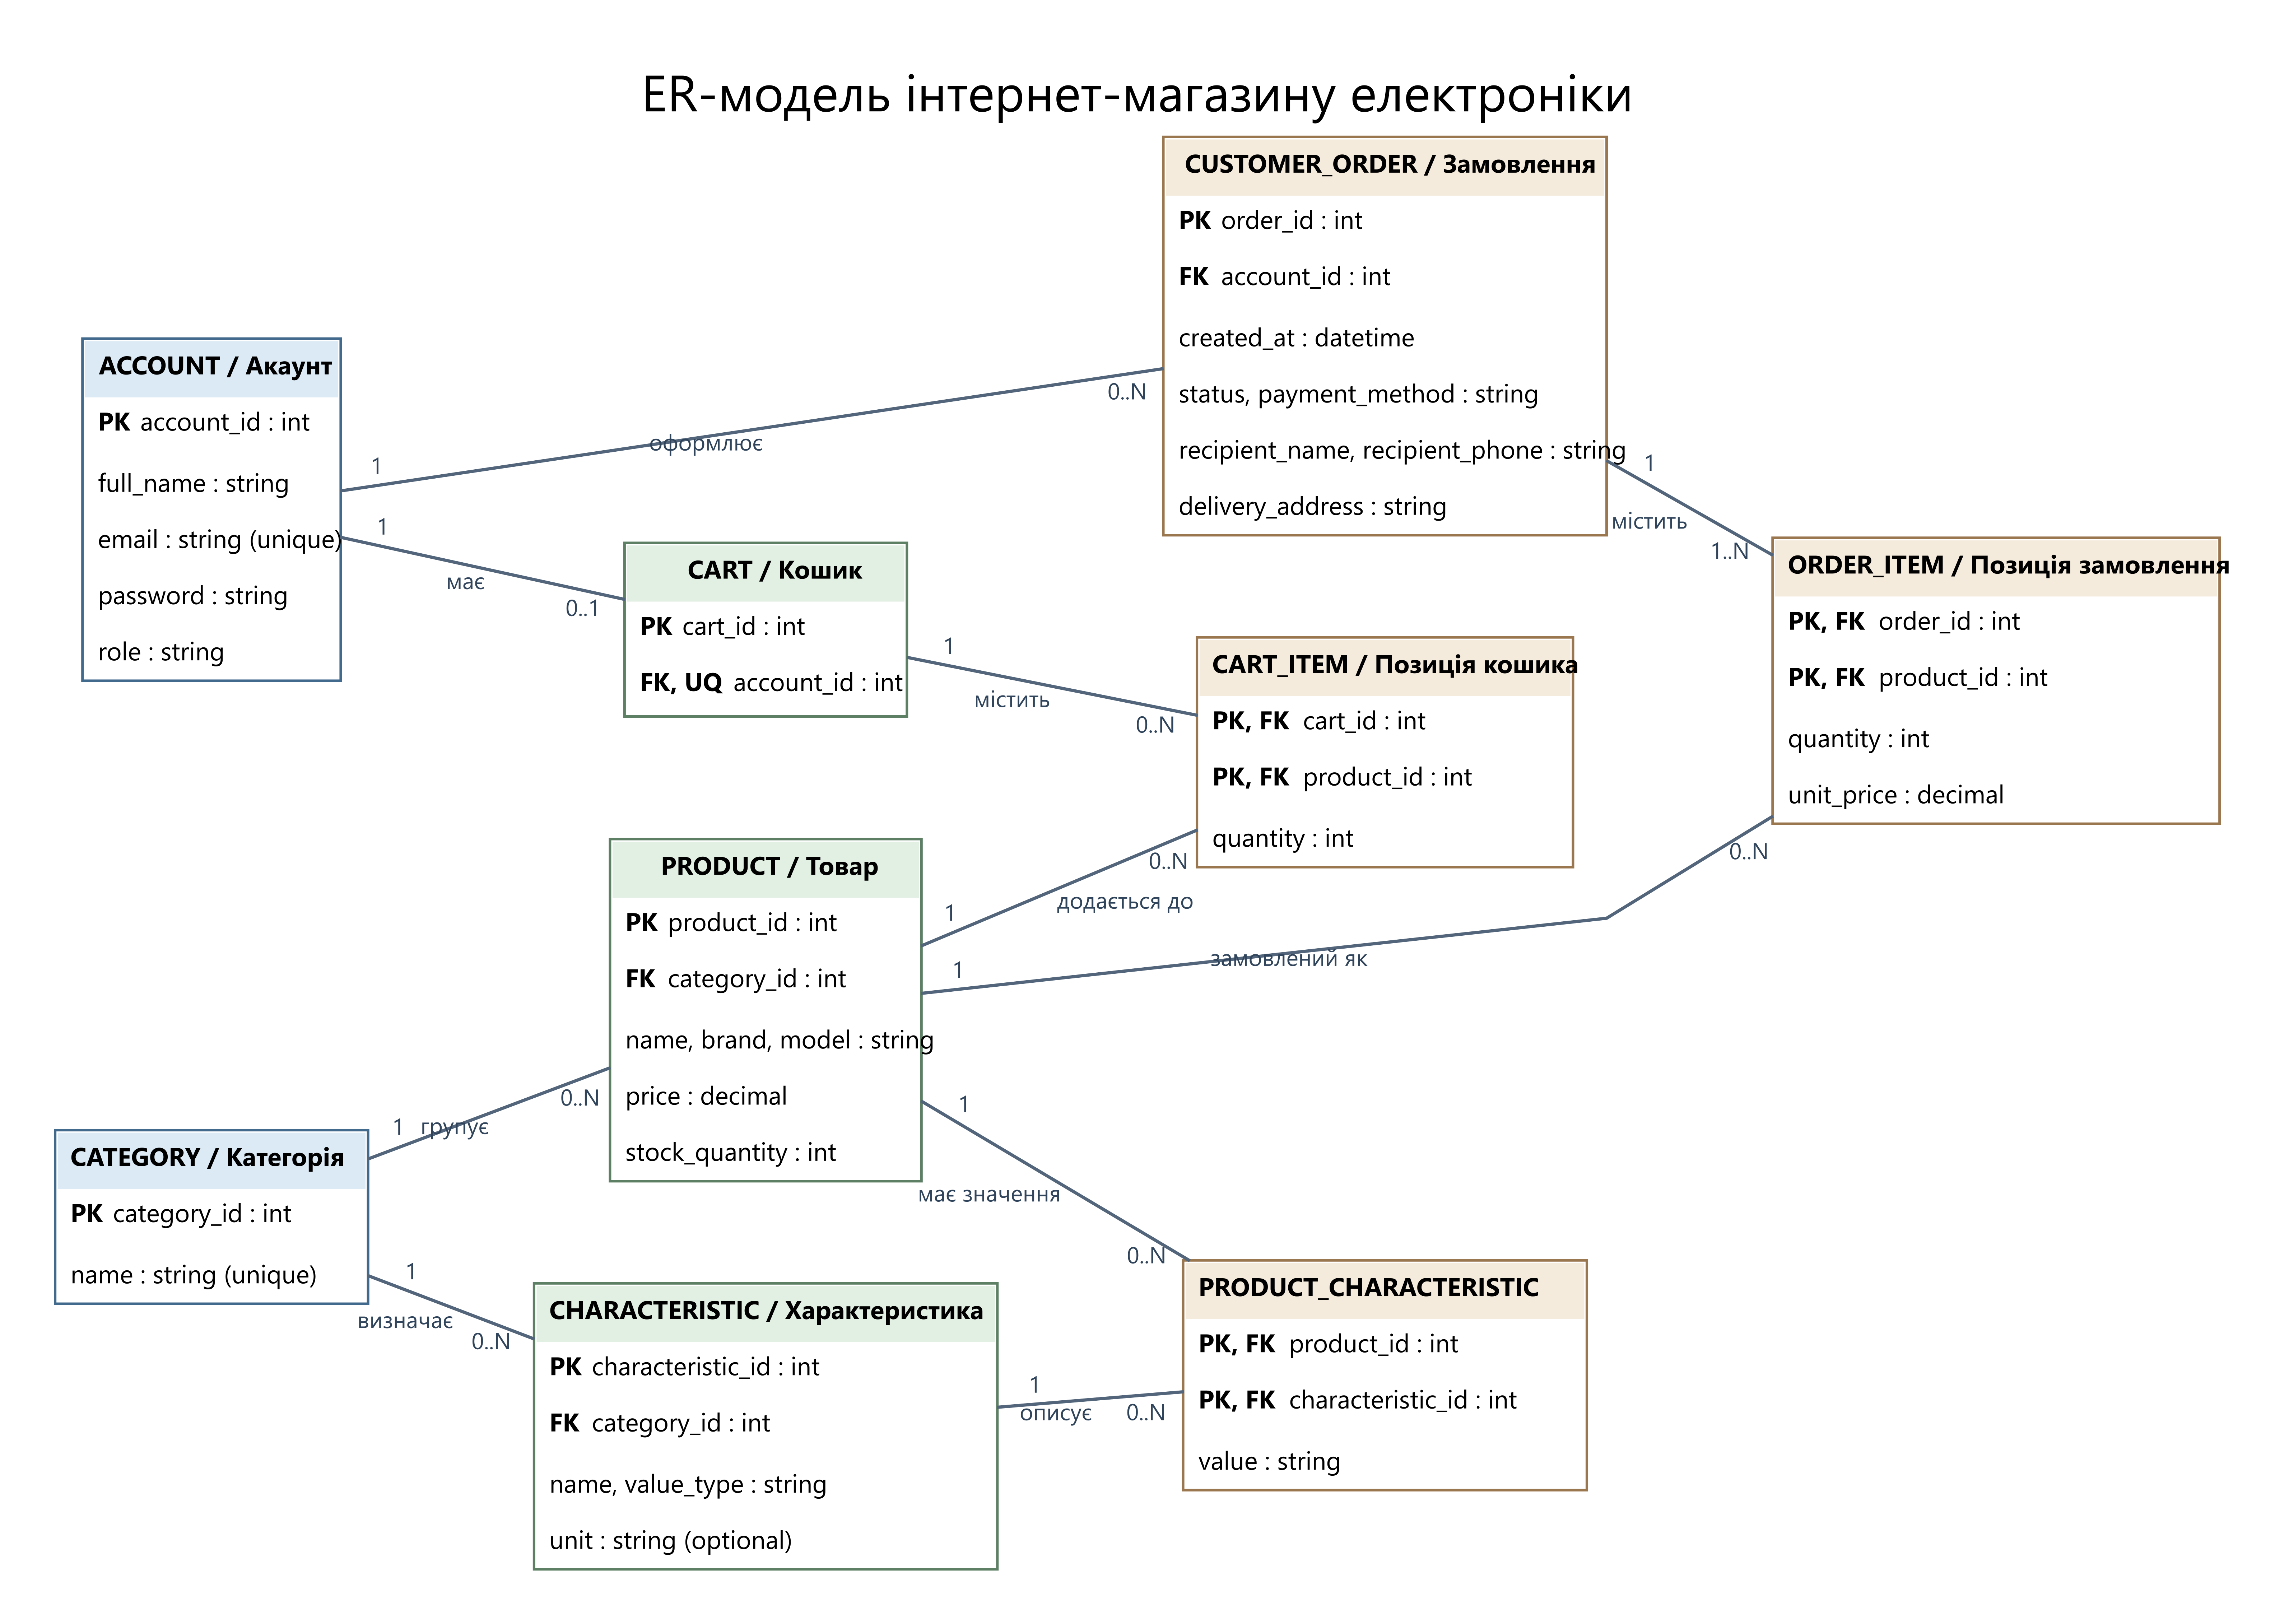 ER-модель інтернет-магазину електроніки
CUSTOMER_ORDER / Замовлення
PK order_id : int
FK account_id : int
created_at : datetime
status, payment_method : string
recipient_name, recipient_phone : string
delivery_address : string
ACCOUNT / Акаунт
PK account_id : int
full_name : string
email : string (unique)
password : string
role : string
1
оформлює
0..N
1
має
0..1
CART / Кошик
PK cart_id : int
FK, UQ account_id : int
1
містить
0..N
1
містить
1..N
ORDER_ITEM / Позиція замовлення
PK, FK order_id : int
PK, FK product_id : int
quantity : int
unit_price : decimal
CART_ITEM / Позиція кошика
PK, FK cart_id : int
PK, FK product_id : int
quantity : int
PRODUCT / Товар
PK product_id : int
FK category_id : int
name, brand, model : string
price : decimal
stock_quantity : int
1
додається до
0..N
1
замовлений як
0..N
1
групує
0..N
CATEGORY / Категорія
PK category_id : int
name : string (unique)
1
визначає
0..N
1
має значення
0..N
CHARACTERISTIC / Характеристика
PK characteristic_id : int
FK category_id : int
name, value_type : string
unit : string (optional)
1
описує
0..N
PRODUCT_CHARACTERISTIC
PK, FK product_id : int
PK, FK characteristic_id : int
value : string